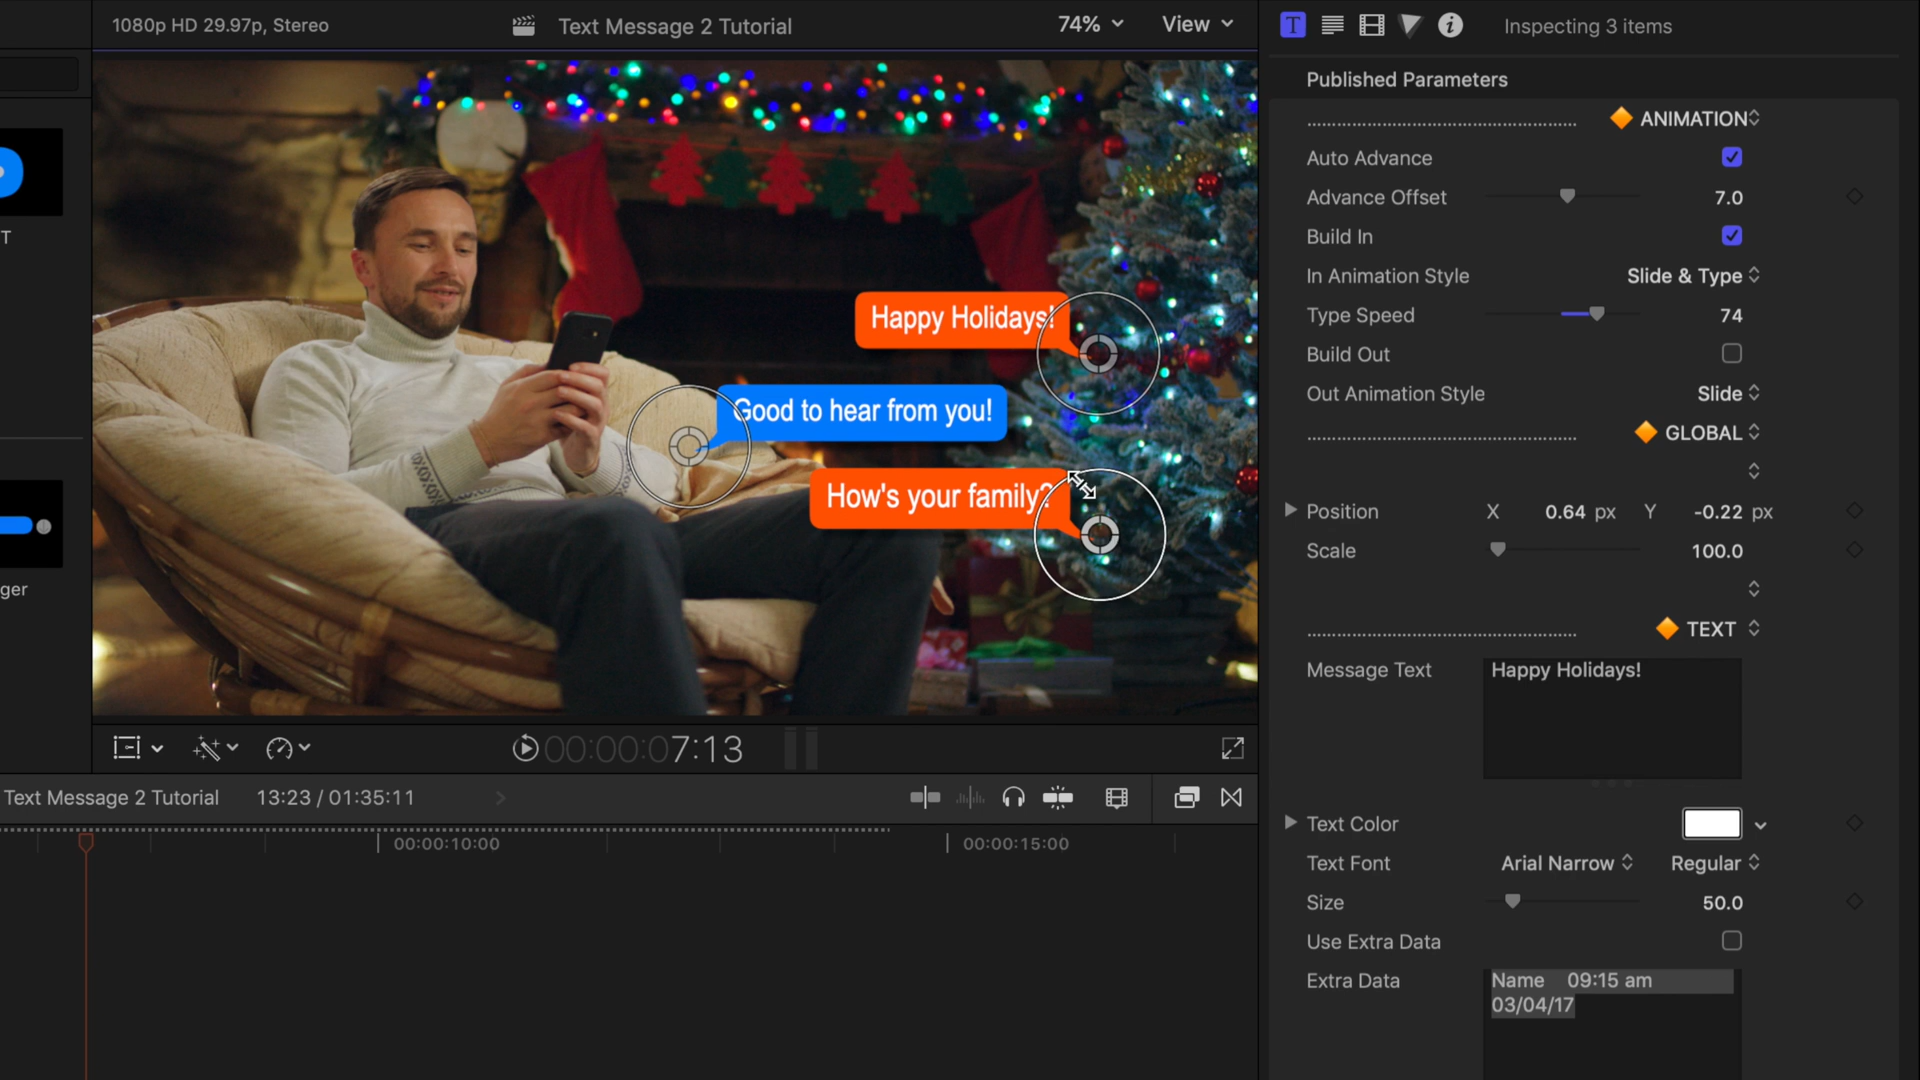 1080p HD 29.97p, Stereo
Text Message 2 Tutorial
74%
View
T
Inspecting 3 items
Published Parameters
ANIMATION
Auto Advance
Advance Offset 7.0
Build In
In Animation Style Slide & Type
Type Speed 74
Build Out
Out Animation Style Slide
GLOBAL
Position X 0.64 px Y -0.22 px
Scale 100.0
TEXT
Message Text Happy Holidays!
Text Color
Text Font Arial Narrow Regular
Size 50.0
Use Extra Data
Extra Data Name 09:15 am
03/04/17
T
ger
Happy Holidays!
Good to hear from you!
How's your family?
00:00:07:13
Text Message 2 Tutorial 13:23 / 01:35:11
00:00:10:00 00:00:15:00